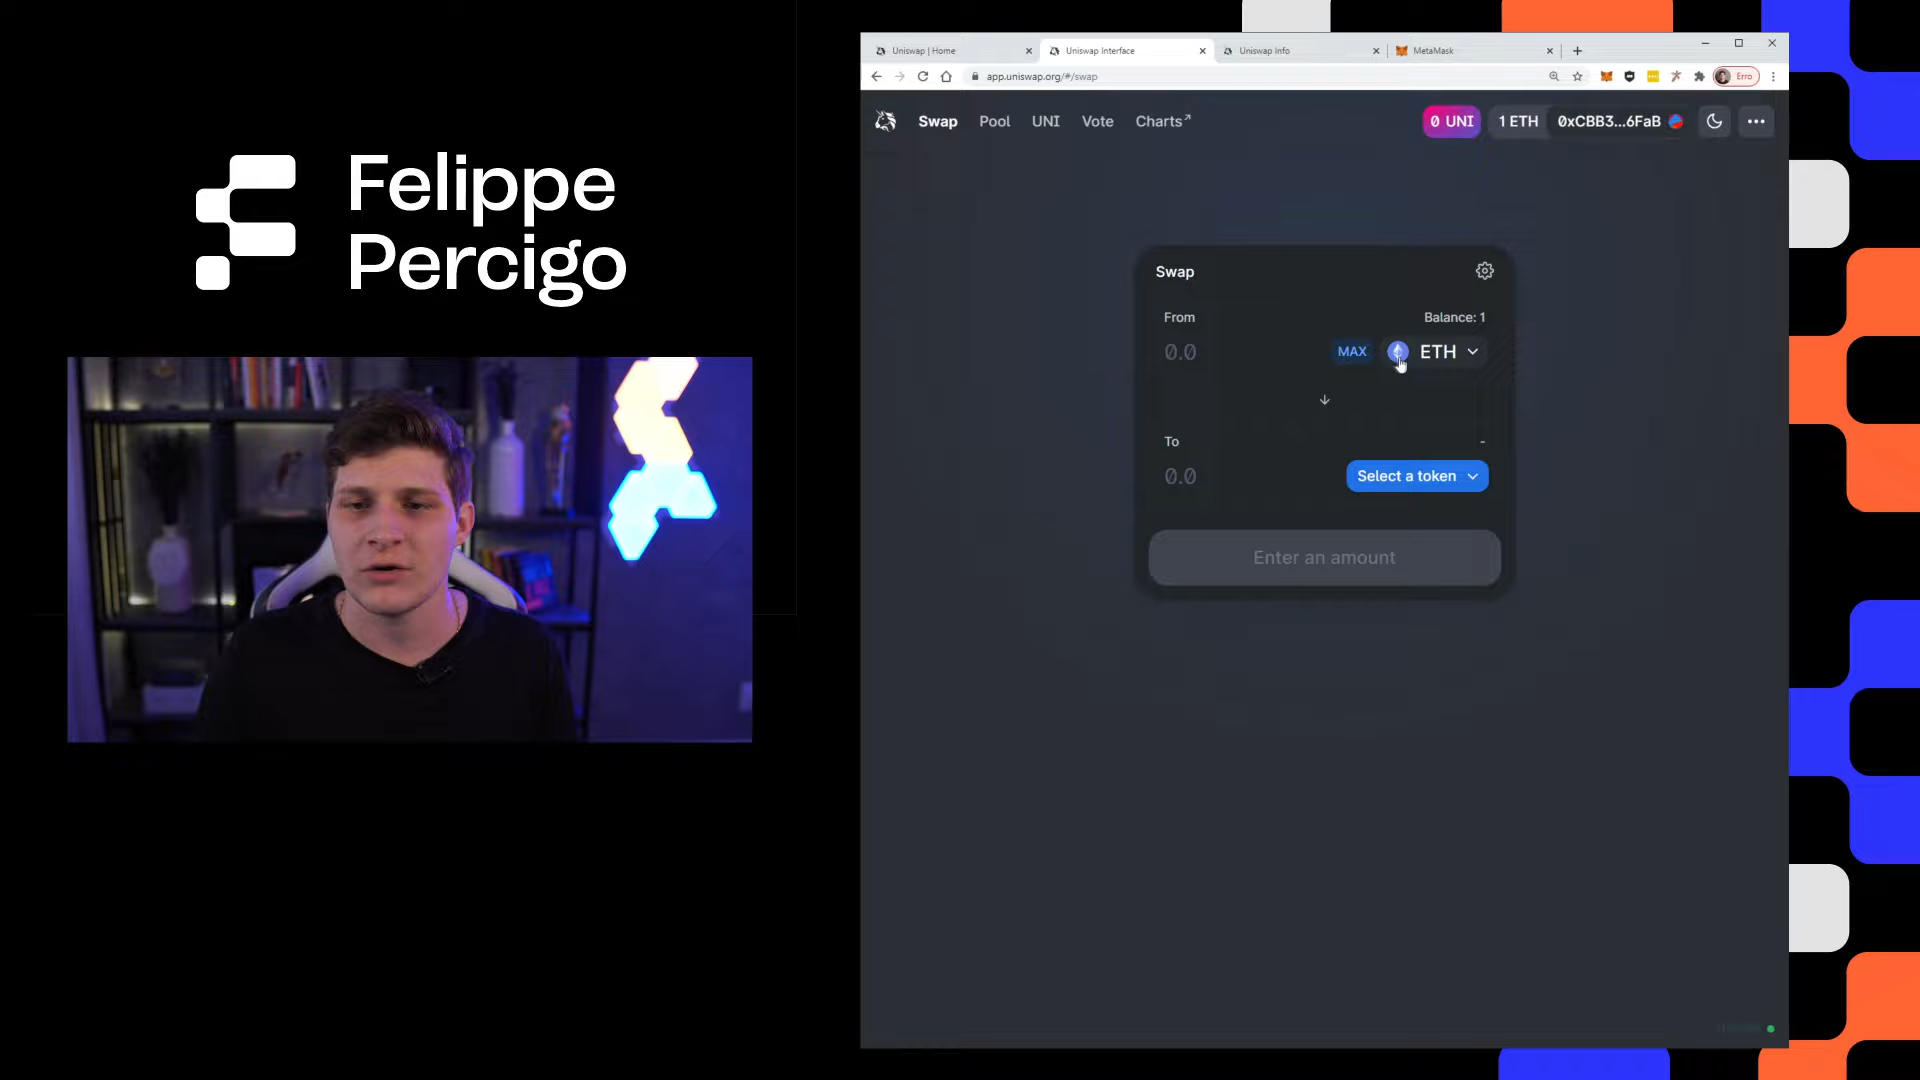 Felippe
Percigo
Uniswap | Home
Uniswap Interface
Uniswap Info
MetaMask
app.uniswap.org/#/swap
Erro
Swap
Pool
UNI
Vote
Charts↗
0 UNI
1 ETH
0xCBB3...6FaB
Swap
From
Balance: 1
0.0
MAX
ETH
To
-
0.0
Select a token
Enter an amount